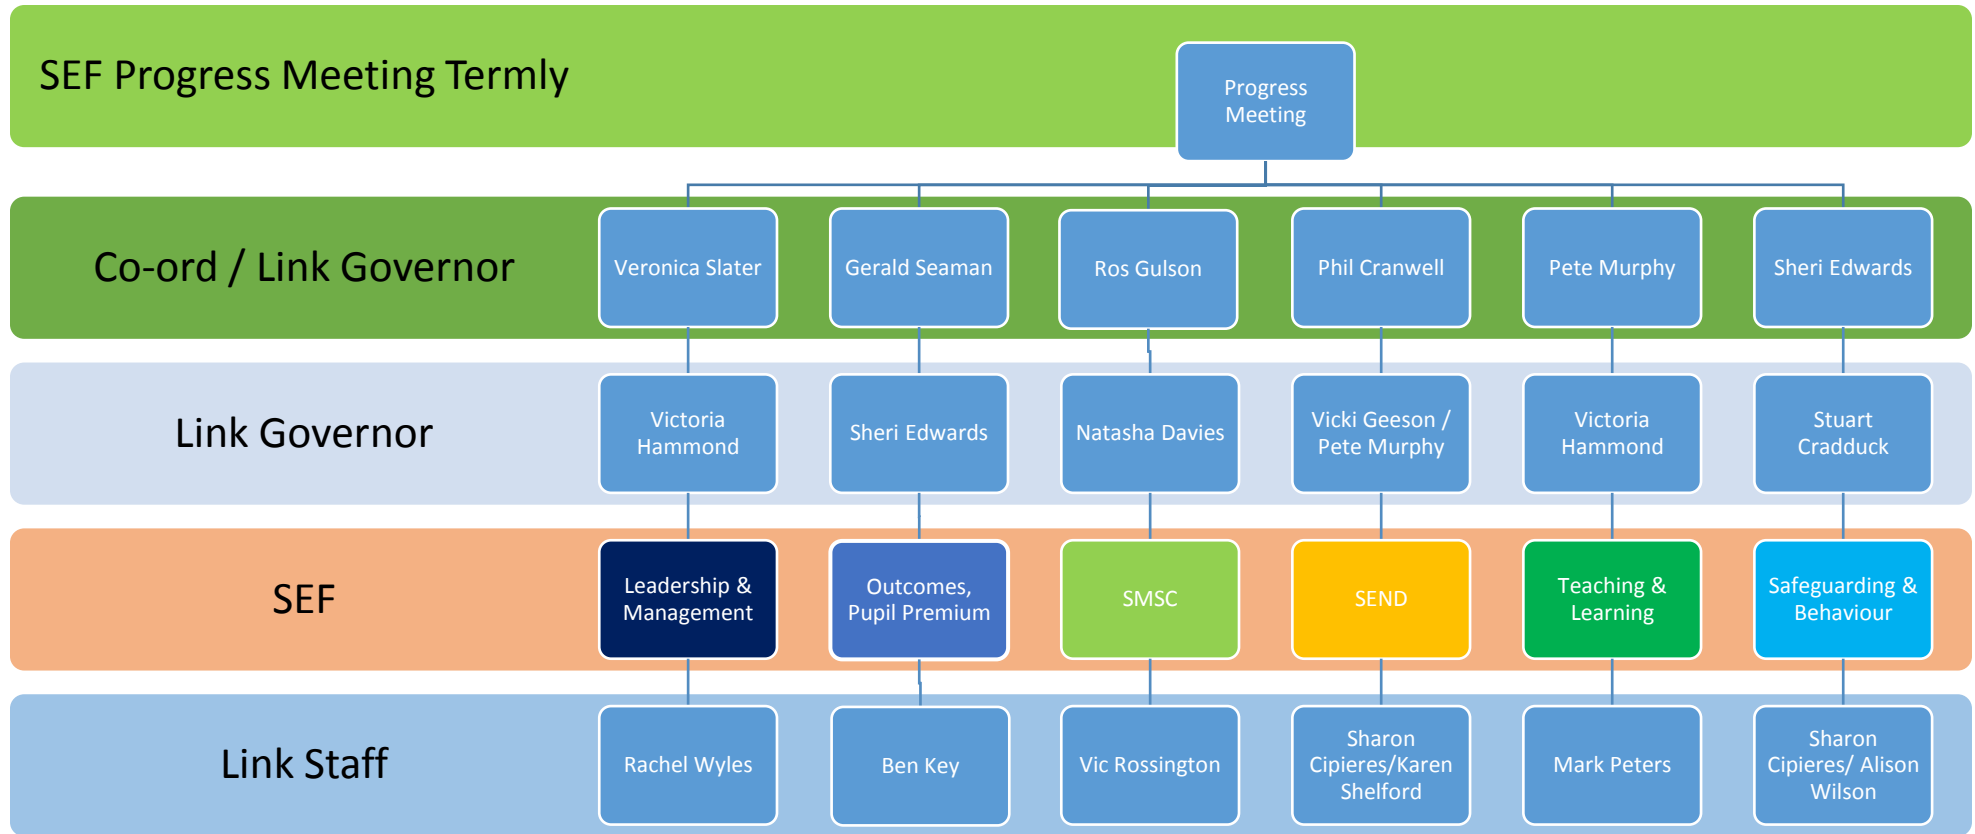 SEF Progress Meeting Termly
Progress
Meeting
Co-ord / Link Governor
Veronica Slater
Gerald Seaman
Ros Gulson
Phil Cranwell
Pete Murphy
Sheri Edwards
Link Governor
Victoria
Hammond
Sheri Edwards
Natasha Davies
Vicki Geeson /
Pete Murphy
Victoria
Hammond
Stuart
Cradduck
SEF
Leadership &
Management
Outcomes,
Pupil Premium
SMSC
SEND
Teaching &
Learning
Safeguarding &
Behaviour
Link Staff
Rachel Wyles
Ben Key
Vic Rossington
Sharon
Cipieres/Karen
Shelford
Mark Peters
Sharon
Cipieres/ Alison
Wilson